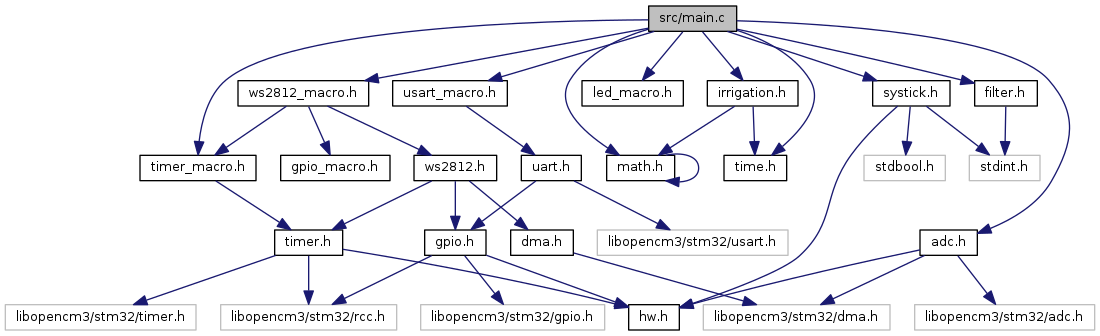 src/main.c
ws2812_macro.h
usart_macro.h
led_macro.h
irrigation.h
systick.h
filter.h
timer_macro.h
gpio_macro.h
ws2812.h
uart.h
math.h
time.h
stdbool.h
stdint.h
timer.h
gpio.h
dma.h
libopencm3/stm32/usart.h
adc.h
libopencm3/stm32/timer.h
libopencm3/stm32/rcc.h
libopencm3/stm32/gpio.h
hw.h
libopencm3/stm32/dma.h
libopencm3/stm32/adc.h